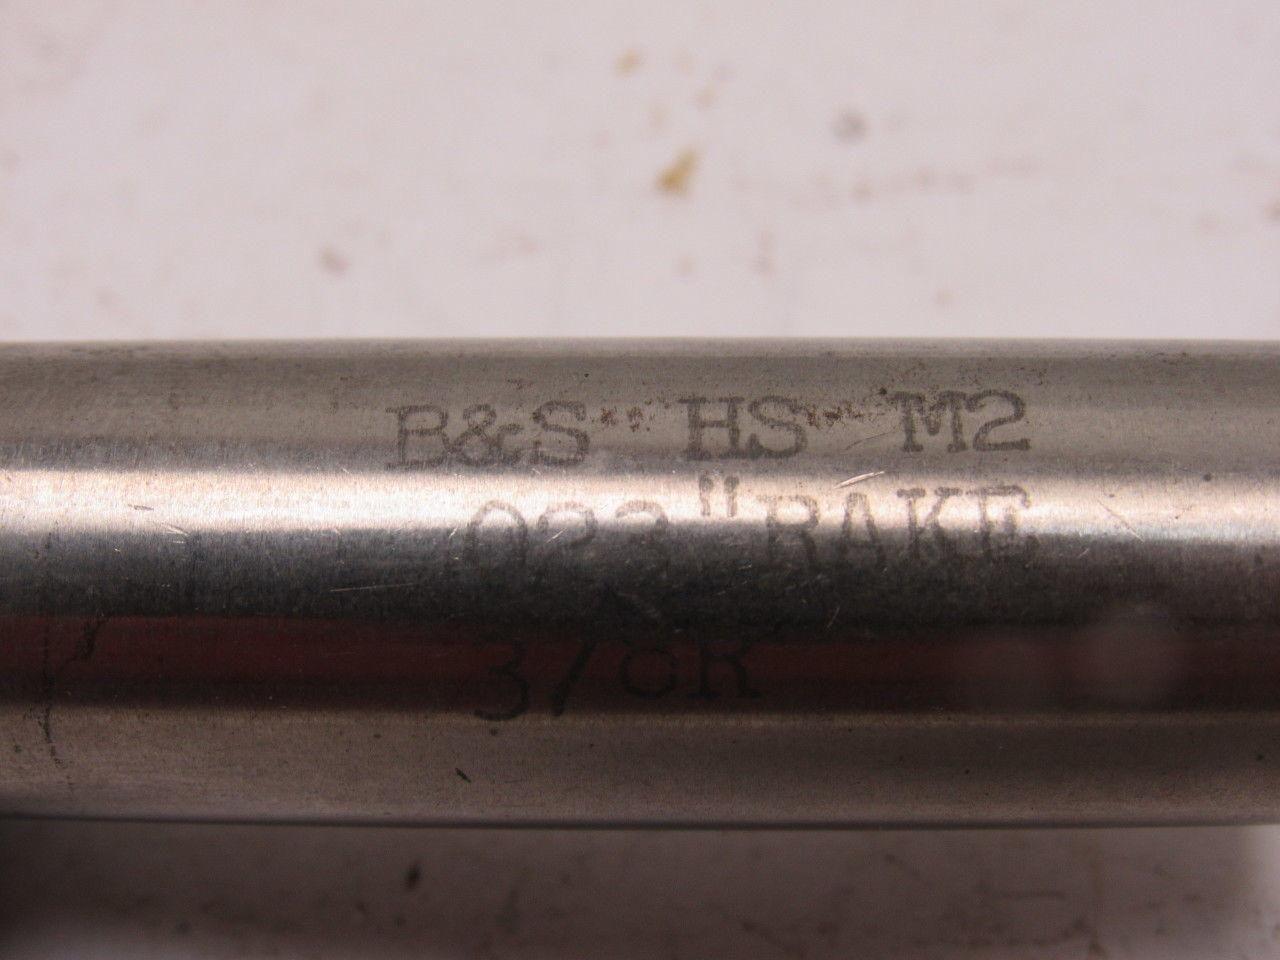 B&S HS M2
.023" RAKE
3/8R